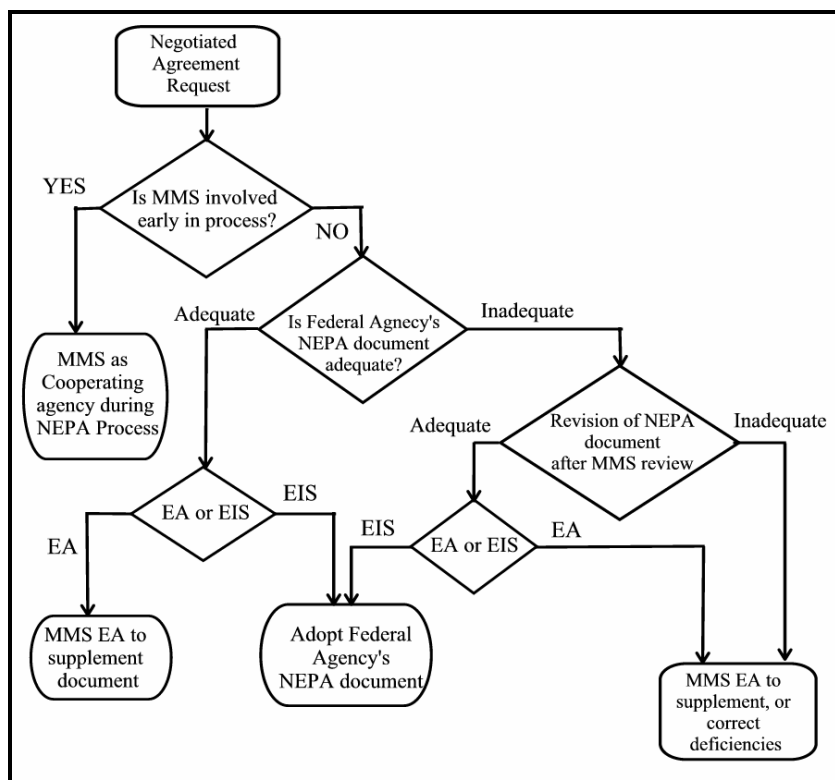 Negotiated
Agreement
Request
YES
Is MMS involved
early in process?
NO
Adequate
Is Federal Agnecy's
NEPA document
adequate?
Inadequate
MMS as
Cooperating
agency during
NEPA Process
Adequate
Revision of NEPA
document
after MMS review
Inadequate
EA or EIS
EIS
EA
EIS
EA or EIS
EA
MMS EA to
supplement
document
Adopt Federal
Agency's
NEPA document
MMS EA to
supplement, or
correct
deficiencies